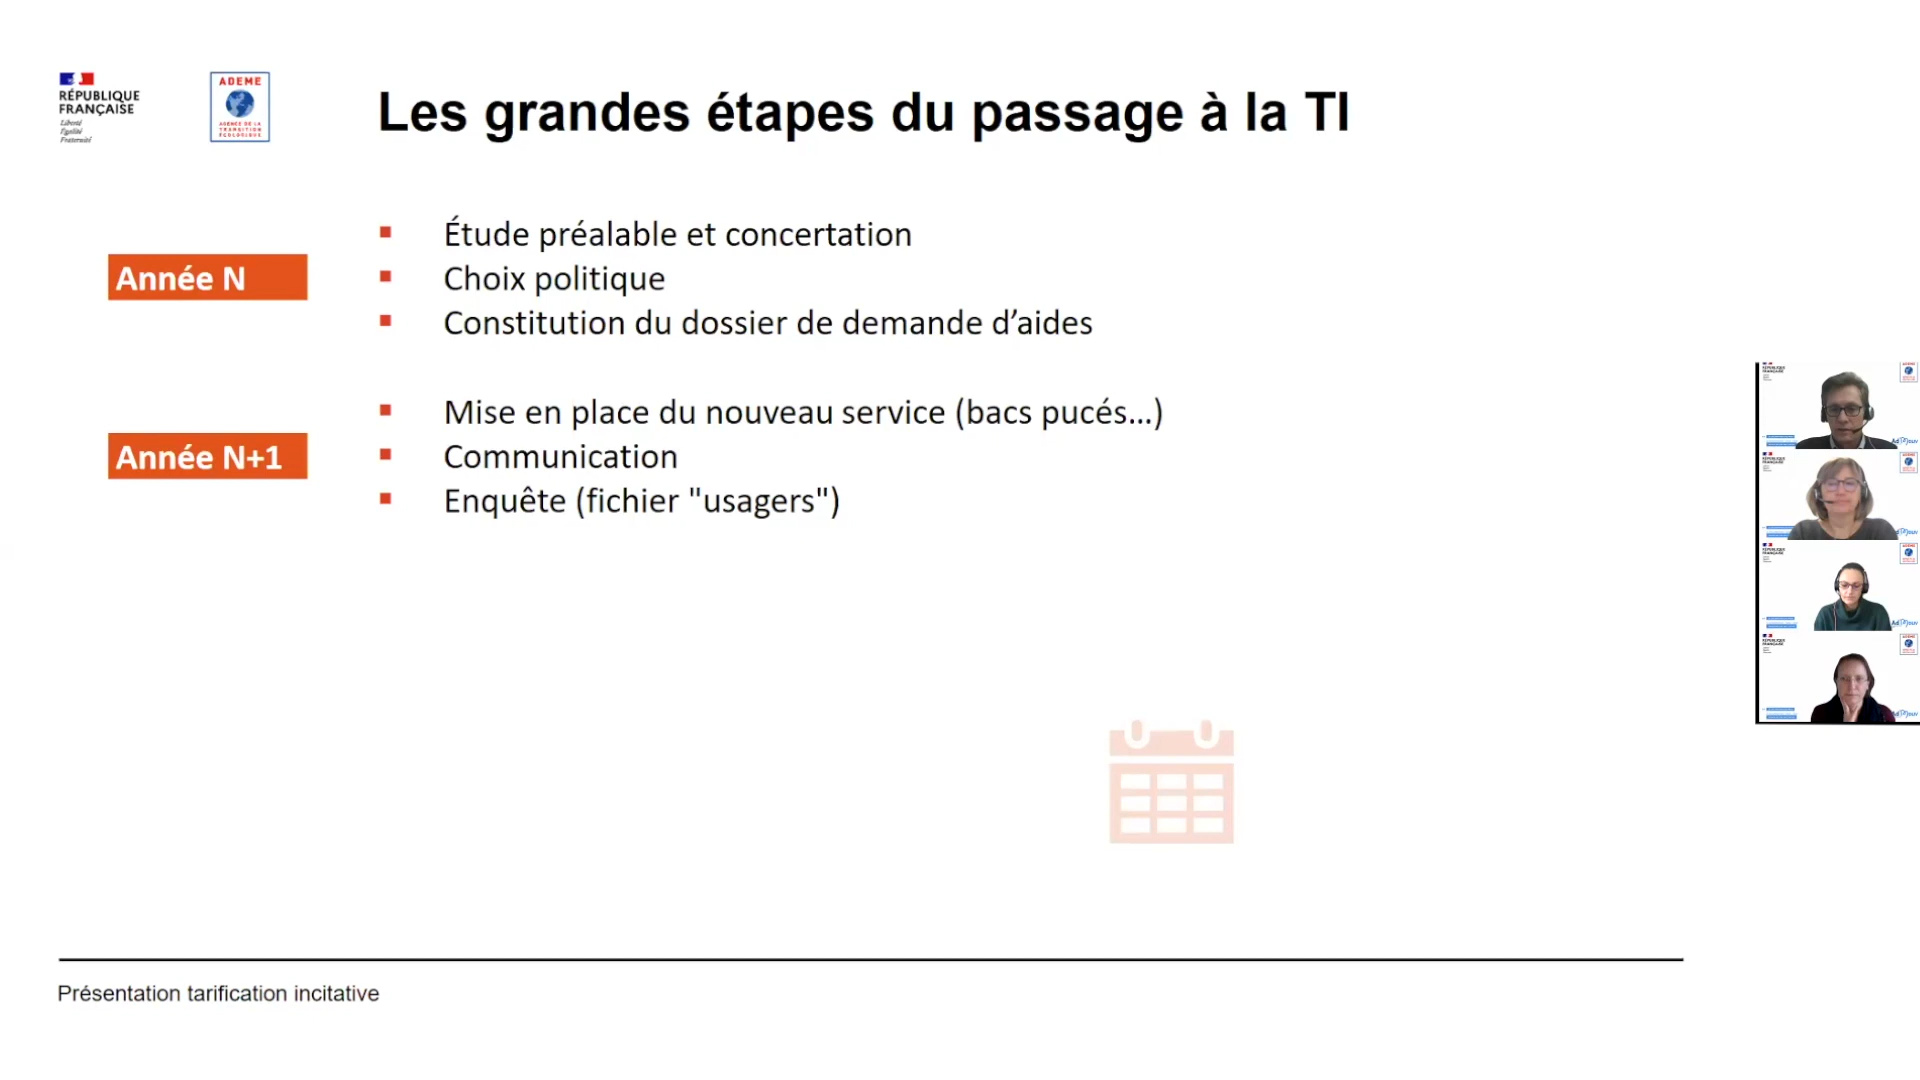 RÉPUBLIQUE
FRANÇAISE
Liberté
Égalité
Fraternité
ADEME
AGENCE DE LA
TRANSITION
ÉCOLOGIQUE
Les grandes étapes du passage à la TI
Année N
Étude préalable et concertation
Choix politique
Constitution du dossier de demande d’aides
Année N+1
Mise en place du nouveau service (bacs pucés...)
Communication
Enquête (fichier "usagers")
Présentation tarification incitative